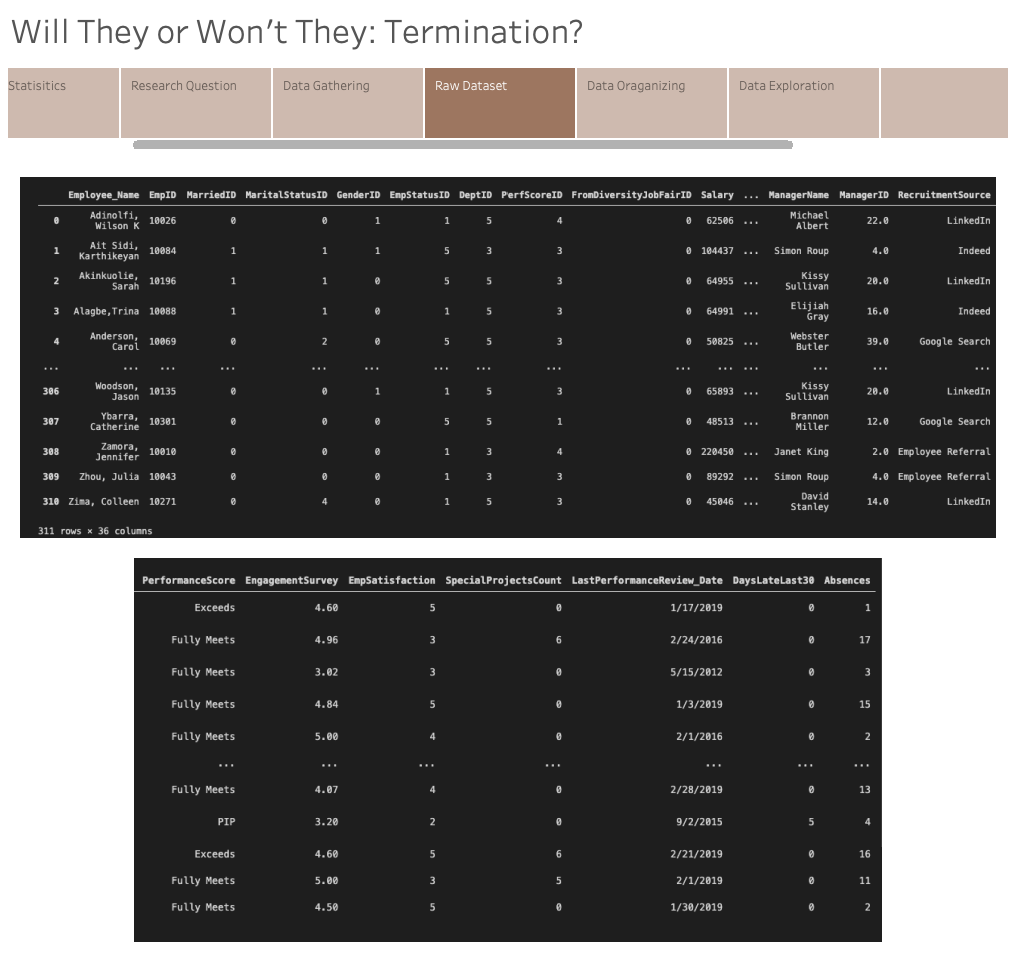 Will They or Won't They: Termination?
Statisitics Research Question Data Gathering Raw Dataset Data Oraganizing Data Exploration
Employee_Name EmpID MarriedID MaritalStatusID GenderID EmpStatusID DeptID PerfScoreID FromDiversityJobFairID Salary ... ManagerName ManagerID RecruitmentSource
0 Adinolfi, Wilson K 10026 0 0 1 1 5 4 0 62506 ... Michael Albert 22.0 LinkedIn
1 Ait Sidi, Karthikeyan 10084 1 1 1 5 3 3 0 104437 ... Simon Roup 4.0 Indeed
2 Akinkuolie, Sarah 10196 1 1 0 5 5 3 0 64955 ... Kissy Sullivan 20.0 LinkedIn
3 Alagbe,Trina 10088 1 1 0 1 5 3 0 64991 ... Elijiah Gray 16.0 Indeed
4 Anderson, Carol 10069 0 2 0 5 5 3 0 50825 ... Webster Butler 39.0 Google Search
... ... ... ... ... ... ... ... ... ... ... ... ... ... ...
306 Woodson, Jason 10135 0 0 1 1 5 3 0 65893 ... Kissy Sullivan 20.0 LinkedIn
307 Ybarra, Catherine 10301 0 0 0 5 5 1 0 48513 ... Brannon Miller 12.0 Google Search
308 Zamora, Jennifer 10010 0 0 0 1 3 4 0 220450 ... Janet King 2.0 Employee Referral
309 Zhou, Julia 10043 0 0 0 1 3 3 0 89292 ... Simon Roup 4.0 Employee Referral
310 Zima, Colleen 10271 0 4 0 1 5 3 0 45046 ... David Stanley 14.0 LinkedIn
311 rows × 36 columns
PerformanceScore EngagementSurvey EmpSatisfaction SpecialProjectsCount LastPerformanceReview_Date DaysLateLast30 Absences
Exceeds 4.60 5 0 1/17/2019 0 1
Fully Meets 4.96 3 6 2/24/2016 0 17
Fully Meets 3.02 3 0 5/15/2012 0 3
Fully Meets 4.84 5 0 1/3/2019 0 15
Fully Meets 5.00 4 0 2/1/2016 0 2
... ... ... ... ... ... ...
Fully Meets 4.07 4 0 2/28/2019 0 13
PIP 3.20 2 0 9/2/2015 5 4
Exceeds 4.60 5 6 2/21/2019 0 16
Fully Meets 5.00 3 5 2/1/2019 0 11
Fully Meets 4.50 5 0 1/30/2019 0 2